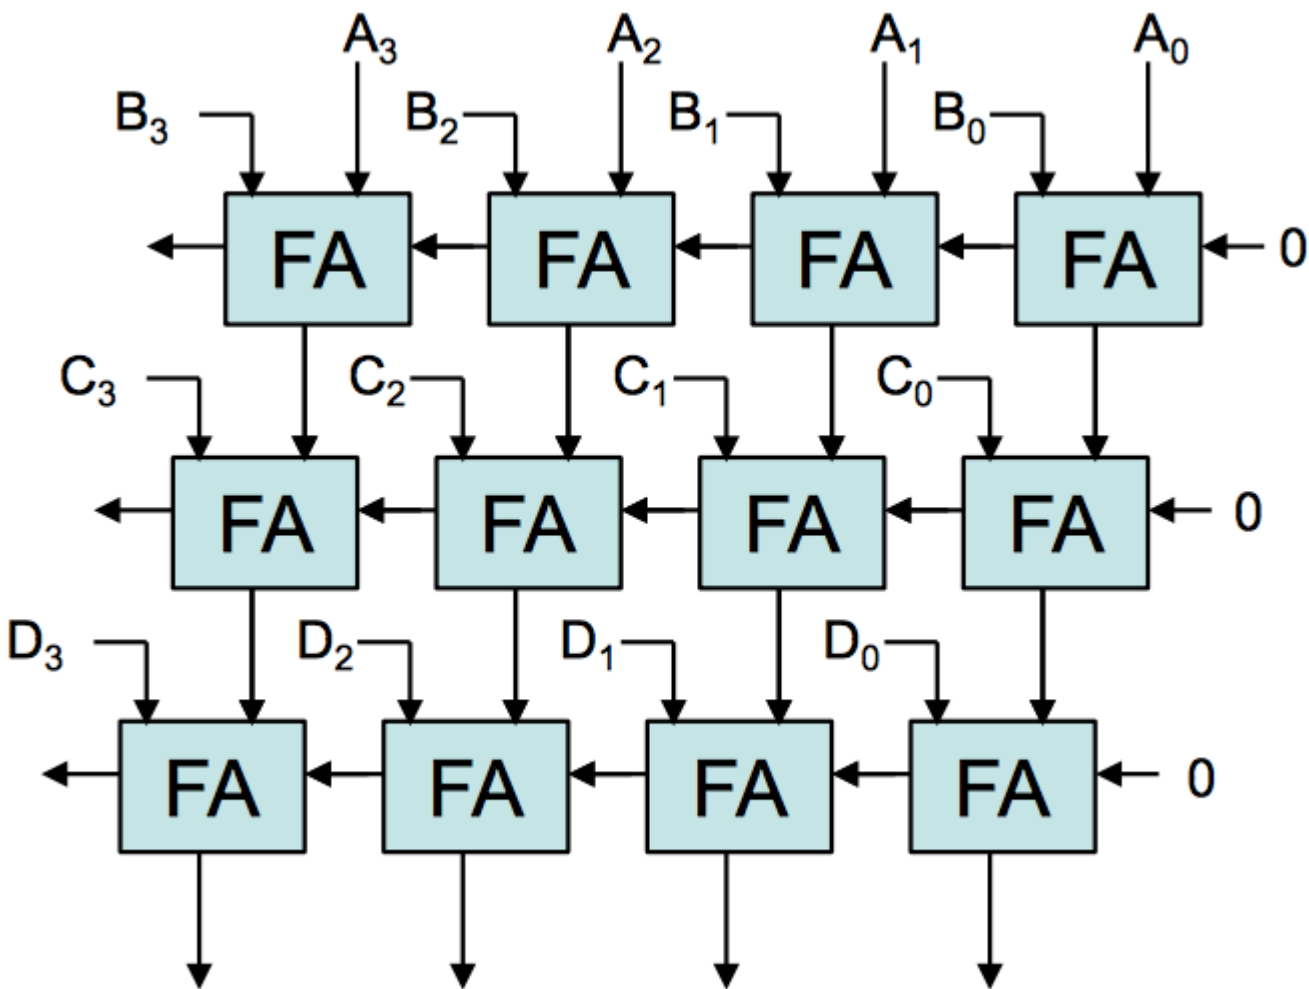 A₃ A₂ A₁ A₀
B₃ B₂ B₁ B₀
FA FA FA FA 0
C₃ C₂ C₁ C₀
FA FA FA FA 0
D₃ D₂ D₁ D₀
FA FA FA FA 0